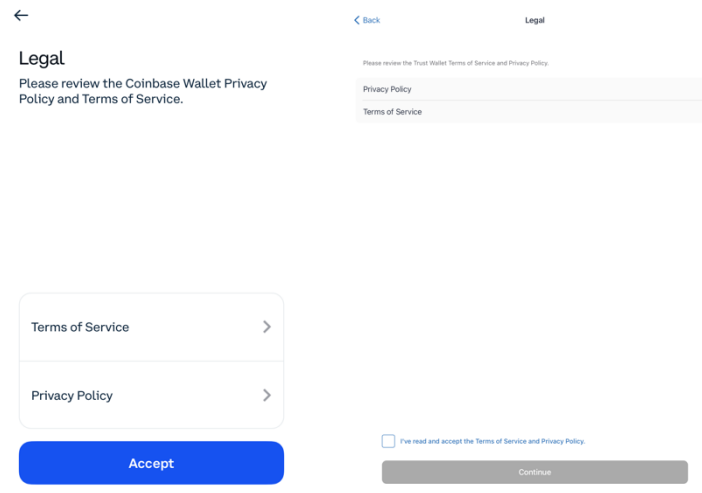 Legal
Please review the Coinbase Wallet Privacy
Policy and Terms of Service.
Terms of Service
Privacy Policy
Accept
Back
Legal
Please review the Trust Wallet Terms of Service and Privacy Policy.
Privacy Policy
Terms of Service
I've read and accept the Terms of Service and Privacy Policy.
Continue